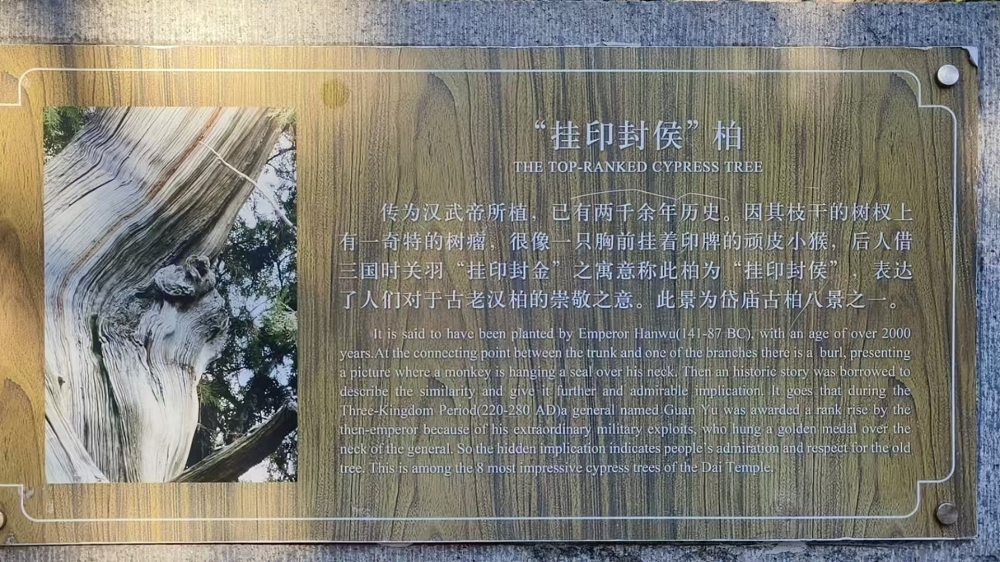 “挂印封侯”柏
THE TOP-RANKED CYPRESS TREE
传为汉武帝所植，已有两千余年历史。因其枝干的树杈上
有一奇特的树瘤，很像一只胸前挂着印牌的顽皮小猴，后人借
三国时关羽“挂印封金”之寓意称此柏为“挂印封侯”，表达
了人们对于古老汉柏的崇敬之意。此景为岱庙古柏八景之一。
It is said to have been planted by Emperor Hanwu(141-87 BC), with an age of over 2000
years.At the connecting point between the trunk and one of the branches there is a burl, presenting
a picture where a monkey is hanging a seal over his neck. Then an historic story was borrowed to
describe the similarity and give it further and admirable implication. It goes that during the
Three-Kingdom Period(220-280 AD)a general named Guan Yu was awarded a rank rise by the
then-emperor because of his extraordinary military exploits, who hung a golden medal over the
neck of the general. So the hidden implication indicates people's admiration and respect for the old
tree. This is among the 8 most impressive cypress trees of the Dai Temple.